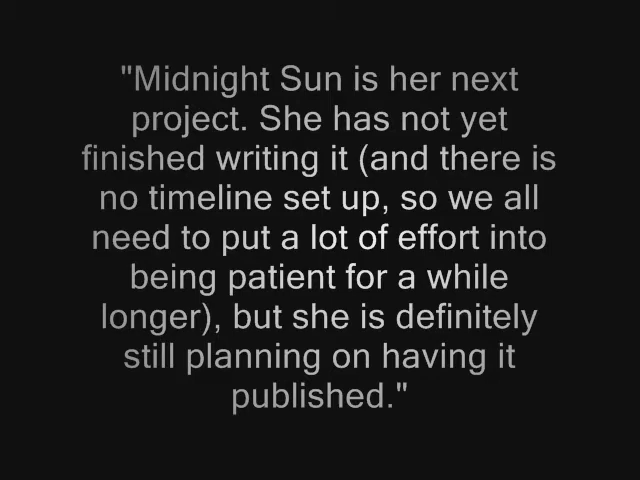 "Midnight Sun is her next
project. She has not yet
finished writing it (and there is
no timeline set up, so we all
need to put a lot of effort into
being patient for a while
longer), but she is definitely
still planning on having it
published."